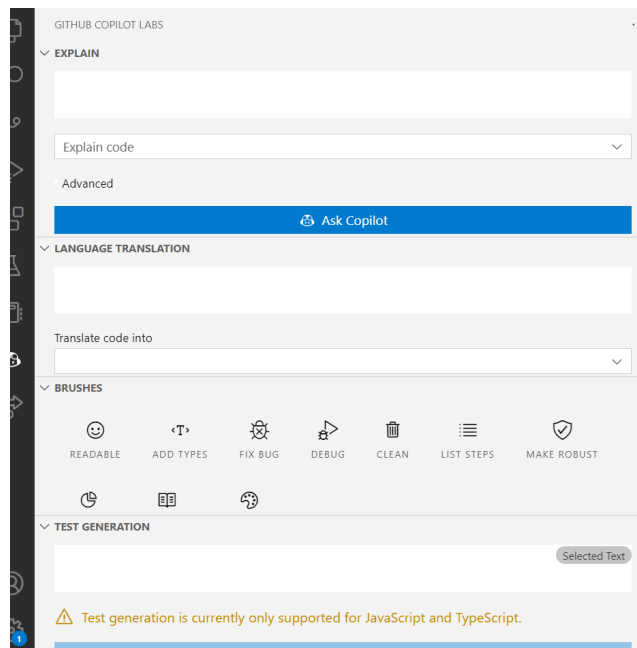 GITHUB COPILOT LABS
EXPLAIN
Explain code
Advanced
Ask Copilot
LANGUAGE TRANSLATION
Translate code into
BRUSHES
READABLE ADD TYPES FIX BUG DEBUG CLEAN LIST STEPS MAKE ROBUST
TEST GENERATION
Selected Text
Test generation is currently only supported for JavaScript and TypeScript.
1